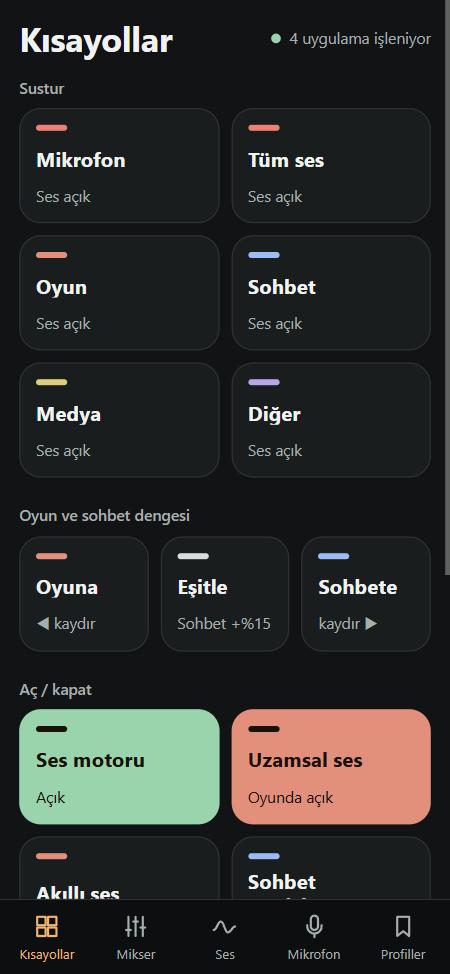 Kısayollar
4 uygulama işleniyor
Sustur
Mikrofon
Ses açık
Tüm ses
Ses açık
Oyun
Ses açık
Sohbet
Ses açık
Medya
Ses açık
Diğer
Ses açık
Oyun ve sohbet dengesi
Oyuna
◀ kaydır
Eşitle
Sohbet +%15
Sohbete
kaydır ▶
Aç / kapat
Ses motoru
Açık
Uzamsal ses
Oyunda açık
Akıllı ses
Sohbet
Kısayollar
Mikser
Ses
Mikrofon
Profiller